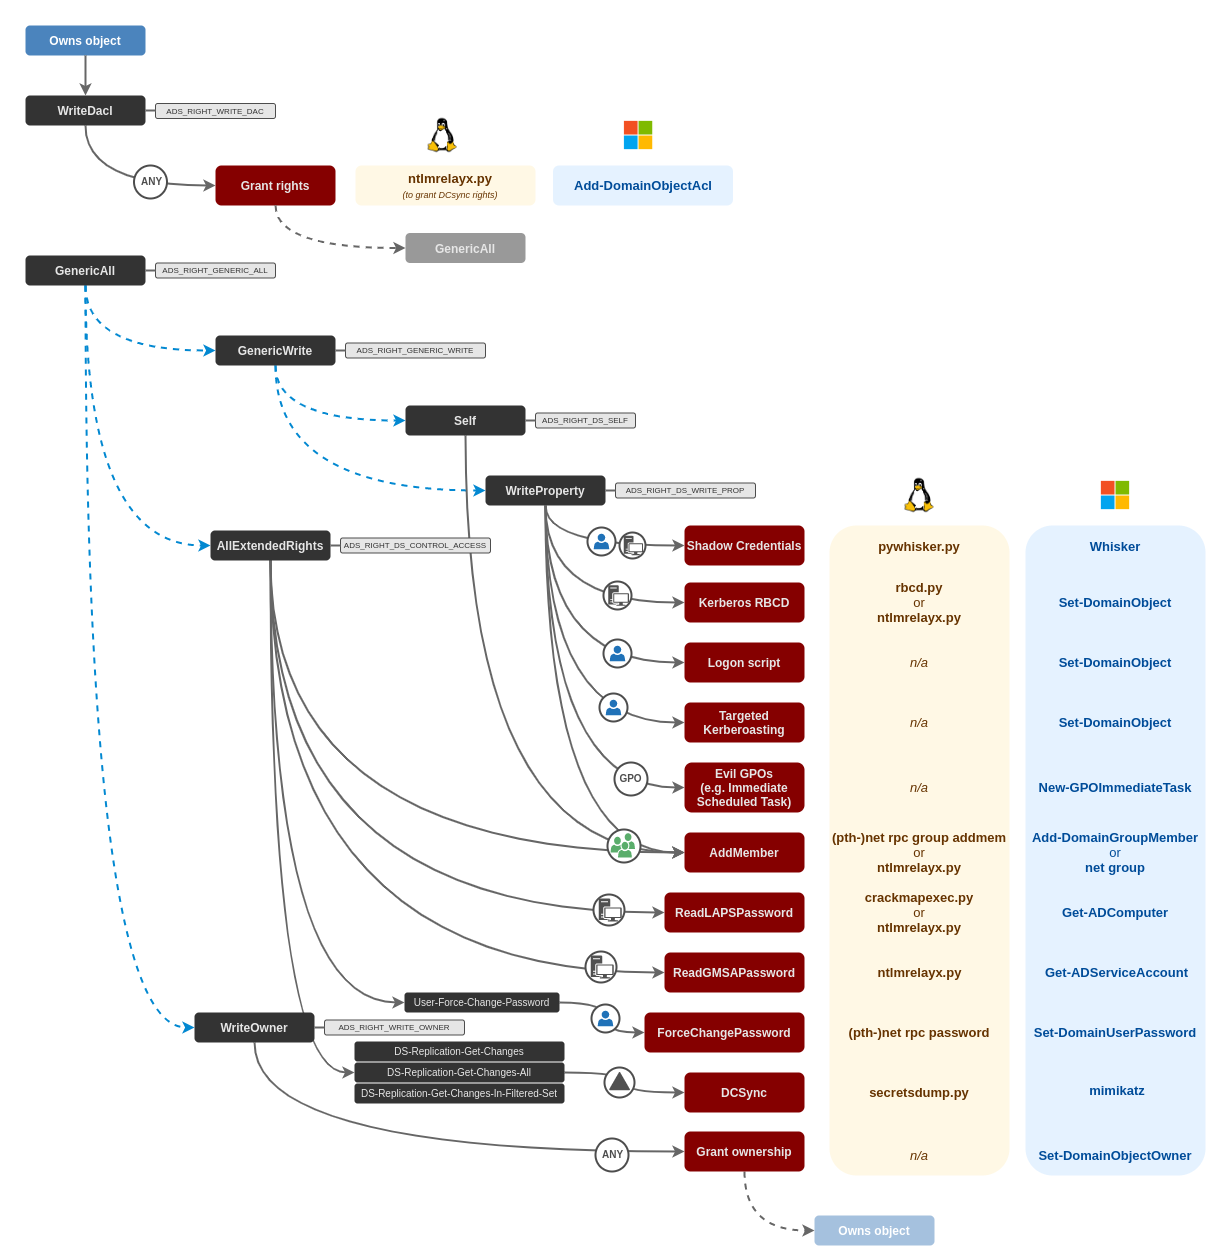 Owns object
WriteDacl
ADS_RIGHT_WRITE_DAC
ANY
Grant rights
ntlmrelayx.py
(to grant DCsync rights)
Add-DomainObjectAcl
GenericAll
GenericAll
ADS_RIGHT_GENERIC_ALL
GenericWrite
ADS_RIGHT_GENERIC_WRITE
Self
ADS_RIGHT_DS_SELF
WriteProperty
ADS_RIGHT_DS_WRITE_PROP
AllExtendedRights
ADS_RIGHT_DS_CONTROL_ACCESS
Shadow Credentials
pywhisker.py
Whisker
Kerberos RBCD
rbcd.py
or
ntlmrelayx.py
Set-DomainObject
Logon script
n/a
Set-DomainObject
Targeted
Kerberoasting
n/a
Set-DomainObject
GPO
Evil GPOs
(e.g. Immediate
Scheduled Task)
n/a
New-GPOImmediateTask
AddMember
(pth-)net rpc group addmem
or
ntlmrelayx.py
Add-DomainGroupMember
or
net group
ReadLAPSPassword
crackmapexec.py
or
ntlmrelayx.py
Get-ADComputer
ReadGMSAPassword
ntlmrelayx.py
Get-ADServiceAccount
User-Force-Change-Password
WriteOwner
ADS_RIGHT_WRITE_OWNER
ForceChangePassword
(pth-)net rpc password
Set-DomainUserPassword
DS-Replication-Get-Changes
DS-Replication-Get-Changes-All
DS-Replication-Get-Changes-In-Filtered-Set
DCSync
secretsdump.py
mimikatz
ANY
Grant ownership
n/a
Set-DomainObjectOwner
Owns object